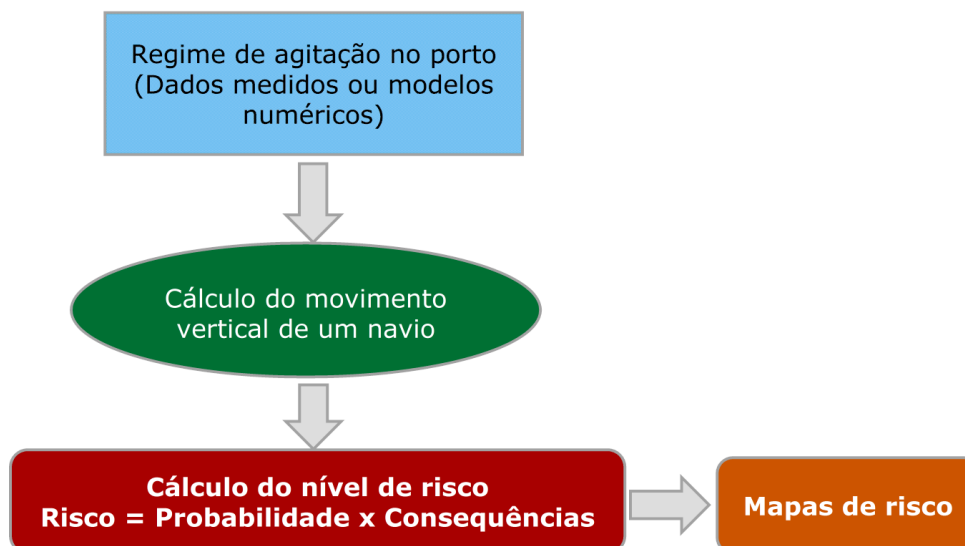 Regime de agitação no porto
(Dados medidos ou modelos
numéricos)
Cálculo do movimento
vertical de um navio
Cálculo do nível de risco
Risco = Probabilidade x Consequências
Mapas de risco